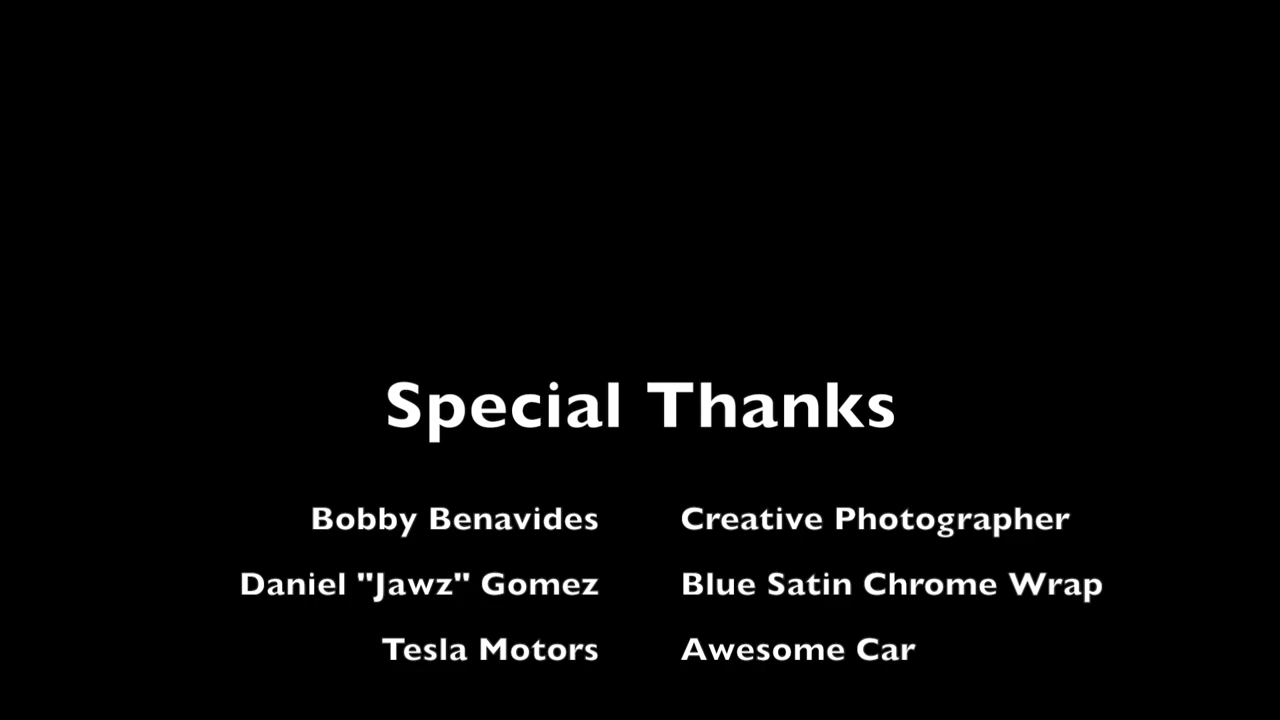 Special Thanks
Bobby Benavides Creative Photographer
Daniel "Jawz" Gomez Blue Satin Chrome Wrap
Tesla Motors Awesome Car